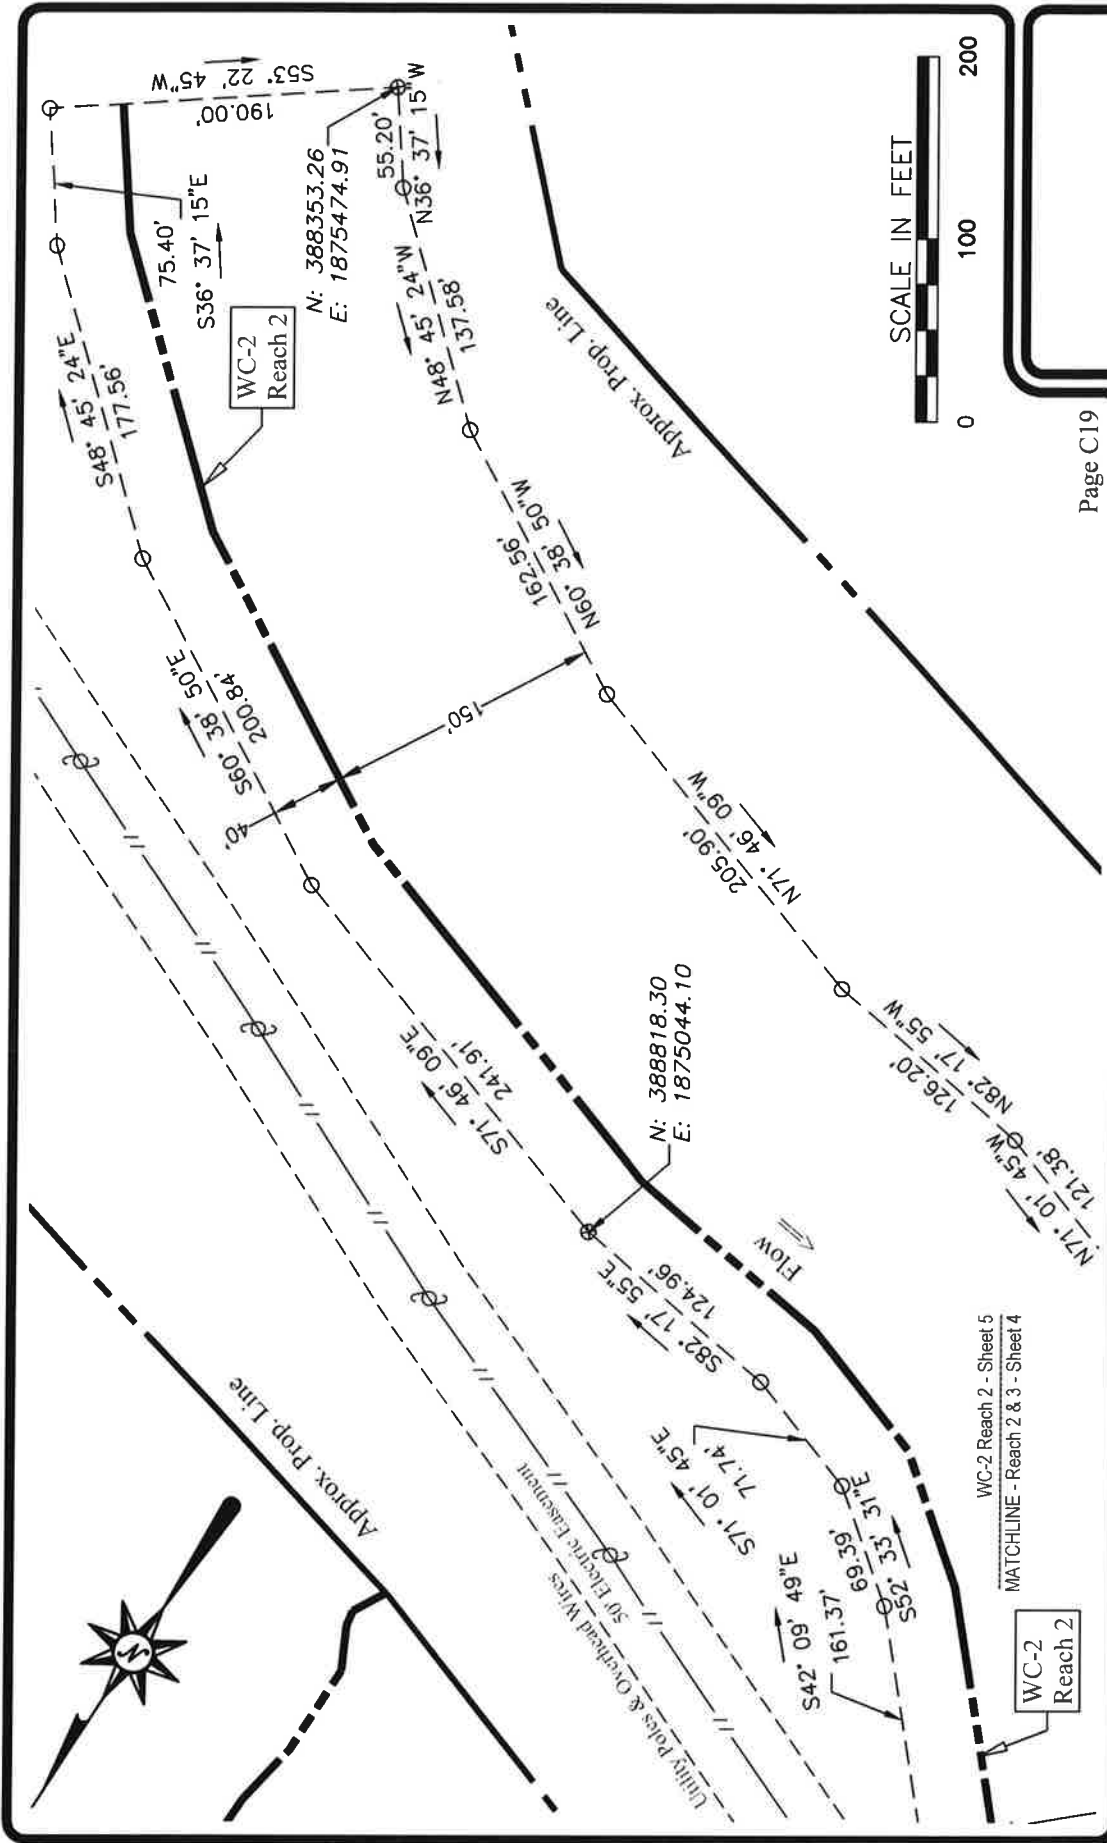 S53° 22' 45"W
190.00'
75.40'
S36° 37' 15"E
N: 388353.26
E: 1875474.91
55.20'
N36° 37' 15"W
S48° 45' 24"E
177.56'
WC-2
Reach 2
N48° 45' 24"W
137.58'
Approx. Prop. Line
SCALE IN FEET
0
100
200
Page C19
S60° 38' 50"E
200.84'
162.56'
N60° 38' 50"W
40'
150'
S71° 46' 09"E
241.91'
205.90'
N71° 46' 09"W
N: 388818.30
E: 1875044.10
126.20'
N82° 17' 55"W
N71° 01' 45"W
121.38'
S82° 17' 55"E
124.96'
Flow
Approx. Prop. Line
N
S71° 01' 45"E
71.74'
69.39'
S52° 33' 31"E
S42° 09' 49"E
161.37'
50' Electric Easement
Utility Poles & Overhead Wires
WC-2 Reach 2 - Sheet 5
MATCHLINE - Reach 2 & 3 - Sheet 4
WC-2
Reach 2